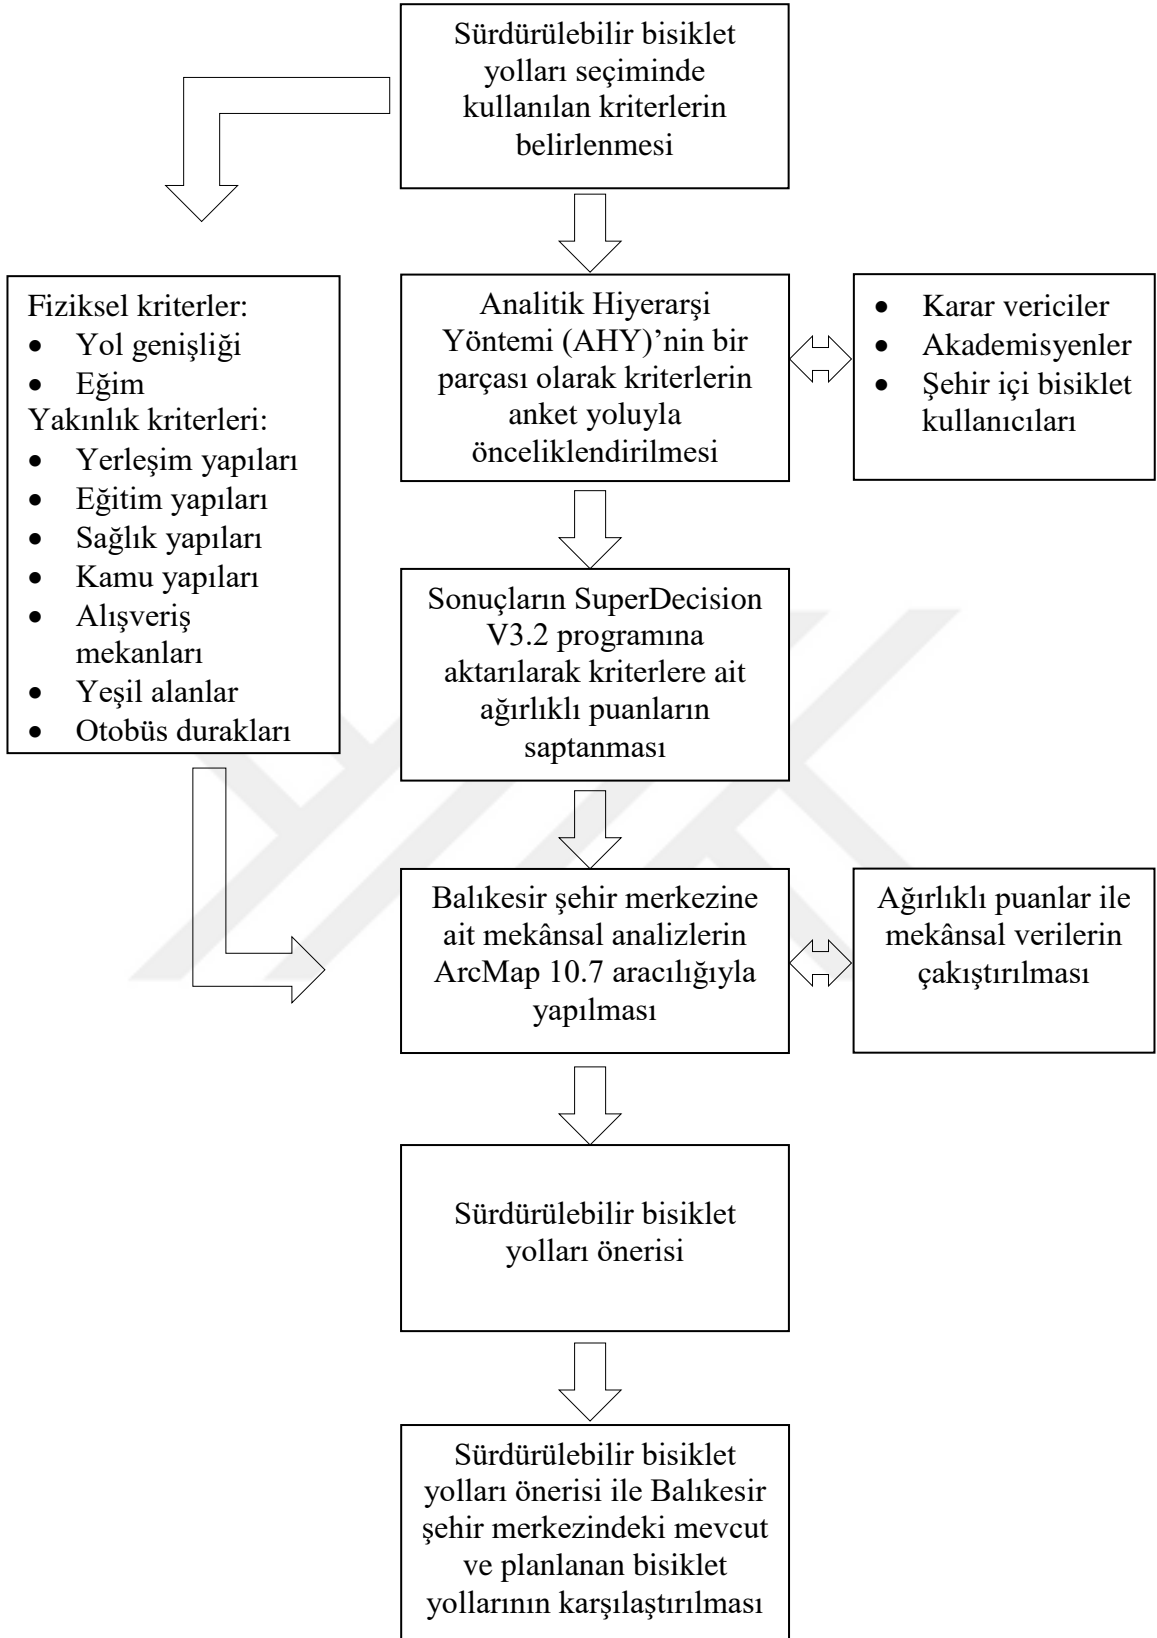 Sürdürülebilir bisiklet
yolları seçiminde
kullanılan kriterlerin
belirlenmesi
Fiziksel kriterler:
• Yol genişliği
• Eğim
Yakınlık kriterleri:
• Yerleşim yapıları
• Eğitim yapıları
• Sağlık yapıları
• Kamu yapıları
• Alışveriş
mekanları
• Yeşil alanlar
• Otobüs durakları
Analitik Hiyerarşi
Yöntemi (AHY)’nin bir
parçası olarak kriterlerin
anket yoluyla
önceliklendirilmesi
• Karar vericiler
• Akademisyenler
• Şehir içi bisiklet
kullanıcıları
Sonuçların SuperDecision
V3.2 programına
aktarılarak kriterlere ait
ağırlıklı puanların
saptanması
Balıkesir şehir merkezine
ait mekânsal analizlerin
ArcMap 10.7 aracılığıyla
yapılması
Ağırlıklı puanlar ile
mekânsal verilerin
çakıştırılması
Sürdürülebilir bisiklet
yolları önerisi
Sürdürülebilir bisiklet
yolları önerisi ile Balıkesir
şehir merkezindeki mevcut
ve planlanan bisiklet
yollarının karşılaştırılması